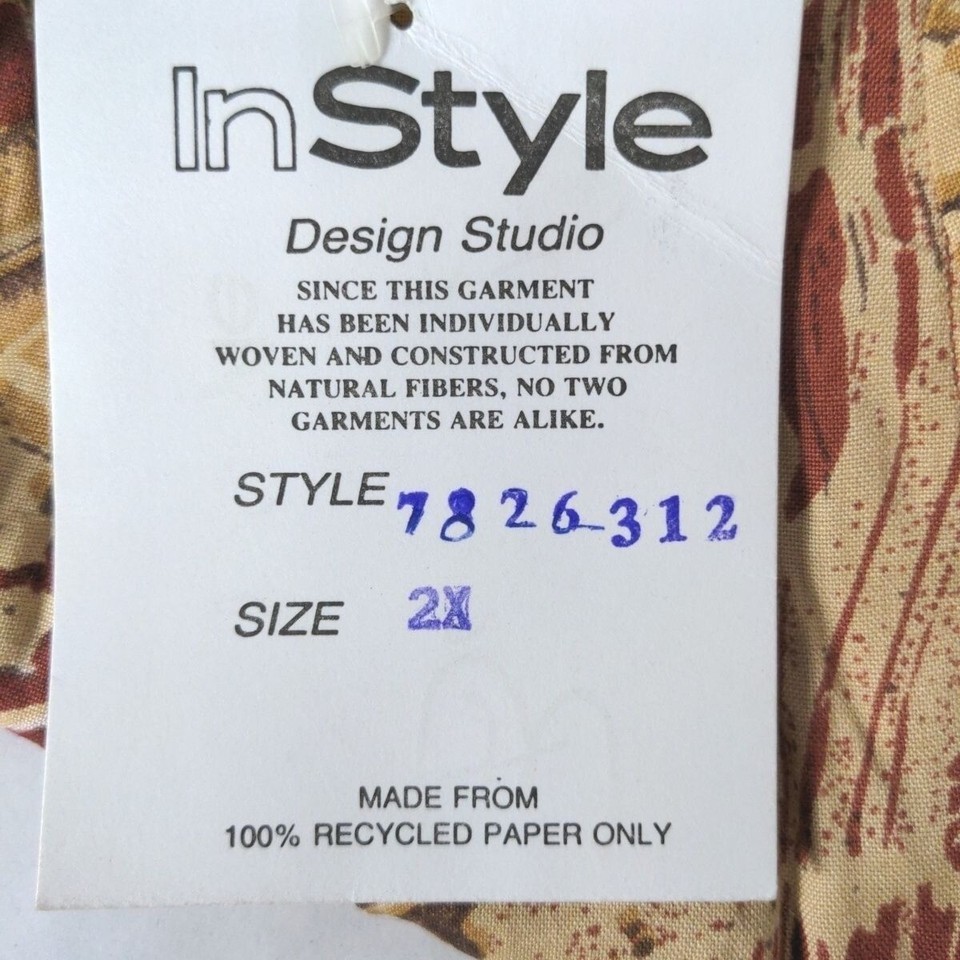 InStyle
Design Studio
SINCE THIS GARMENT
HAS BEEN INDIVIDUALLY
WOVEN AND CONSTRUCTED FROM
NATURAL FIBERS, NO TWO
GARMENTS ARE ALIKE.
STYLE 7826-312
SIZE 2X
MADE FROM
100% RECYCLED PAPER ONLY